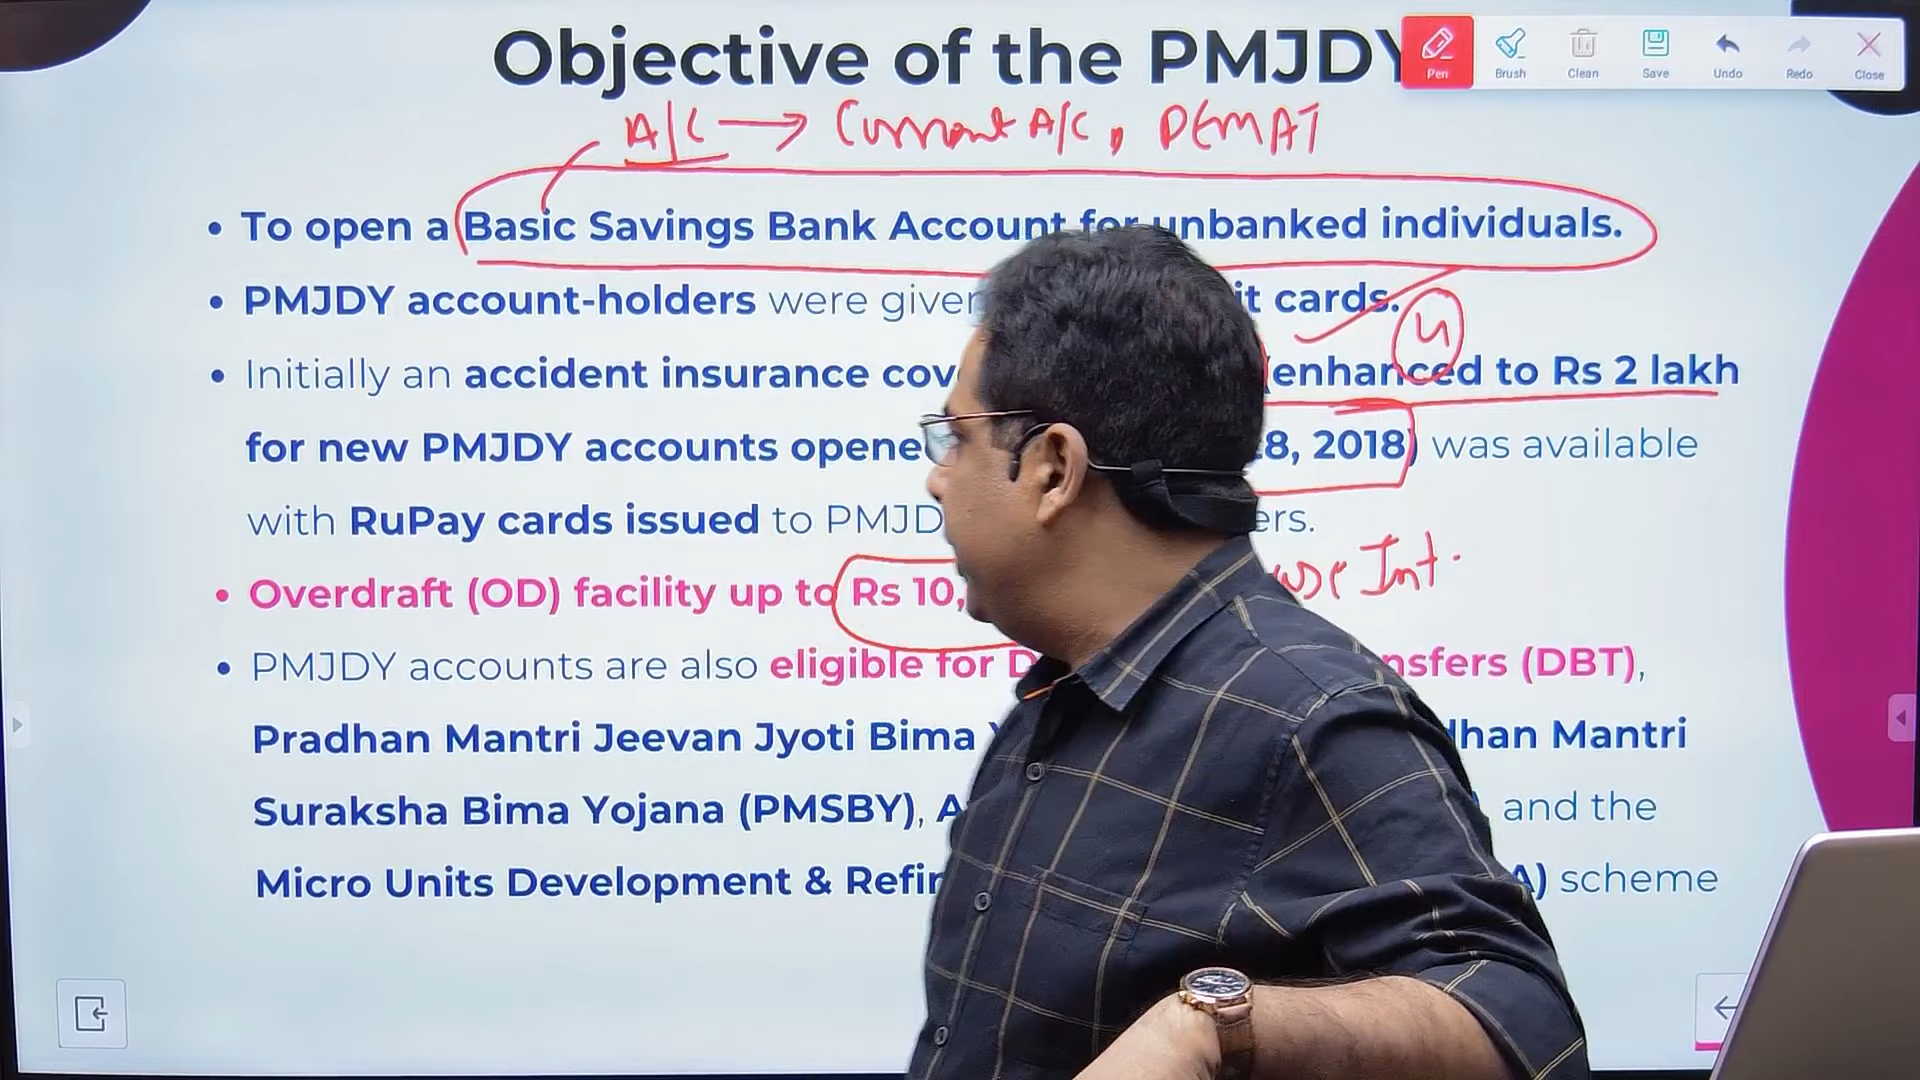 Objective of the PMJDY
Pen Brush Clean Save Undo Redo Close
A/C → Current A/C, DEMAT
• To open a Basic Savings Bank Account for unbanked individuals.
• PMJDY account-holders were given it cards.
4
• Initially an accident insurance cov (enhanced to Rs 2 lakh
for new PMJDY accounts opene 28, 2018) was available
with RuPay cards issued to PMJD ers.
Int.
• Overdraft (OD) facility up to Rs 10,
• PMJDY accounts are also eligible for D nsfers (DBT),
Pradhan Mantri Jeevan Jyoti Bima Y dhan Mantri
Suraksha Bima Yojana (PMSBY), A , and the
Micro Units Development & Refin A) scheme